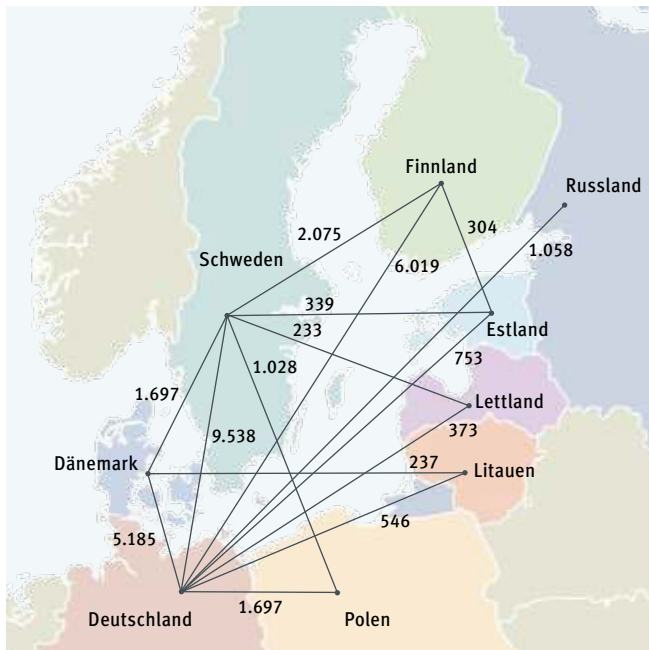 Finnland
Russland
2.075
304
1.058
Schweden
6.019
339
Estland
233
753
1.028
1.697
Lettland
9.538
373
Dänemark
237
Litauen
546
5.185
1.697
Deutschland
Polen